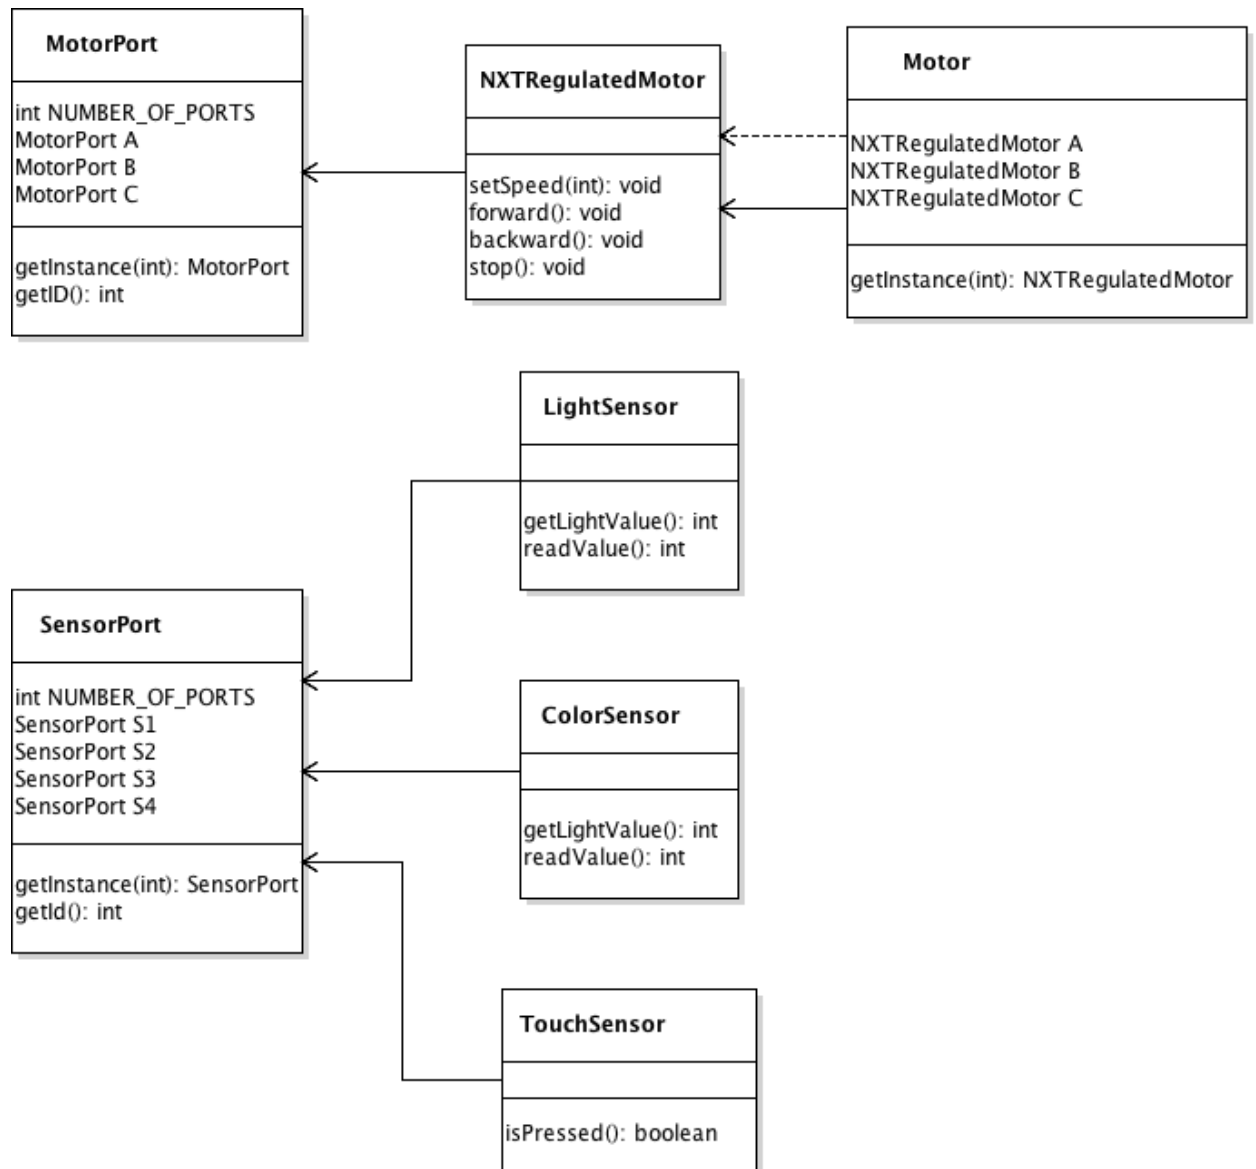 MotorPort
int NUMBER_OF_PORTS
MotorPort A
MotorPort B
MotorPort C
getInstance(int): MotorPort
getID(): int
NXTRegulatedMotor
setSpeed(int): void
forward(): void
backward(): void
stop(): void
Motor
NXTRegulatedMotor A
NXTRegulatedMotor B
NXTRegulatedMotor C
getInstance(int): NXTRegulatedMotor
LightSensor
getLightValue(): int
readValue(): int
SensorPort
int NUMBER_OF_PORTS
SensorPort S1
SensorPort S2
SensorPort S3
SensorPort S4
getInstance(int): SensorPort
getId(): int
ColorSensor
getLightValue(): int
readValue(): int
TouchSensor
isPressed(): boolean